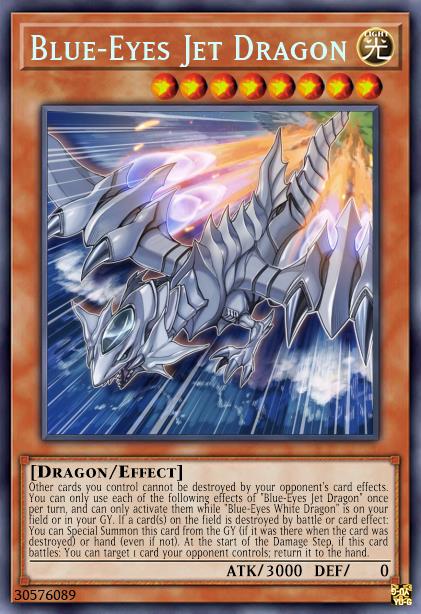 Blue-Eyes Jet Dragon
LIGHT
光
[Dragon/Effect]
Other cards you control cannot be destroyed by your opponent's card effects.
You can only use each of the following effects of "Blue-Eyes Jet Dragon" once
per turn, and can only activate them while "Blue-Eyes White Dragon" is on your
field or in your GY. If a card(s) on the field is destroyed by battle or card effect:
You can Special Summon this card from the GY (if it was there when the card was
destroyed) or hand (even if not). At the start of the Damage Step, if this card
battles: You can target 1 card your opponent controls; return it to the hand.
ATK/3000 DEF/ 0
30576089